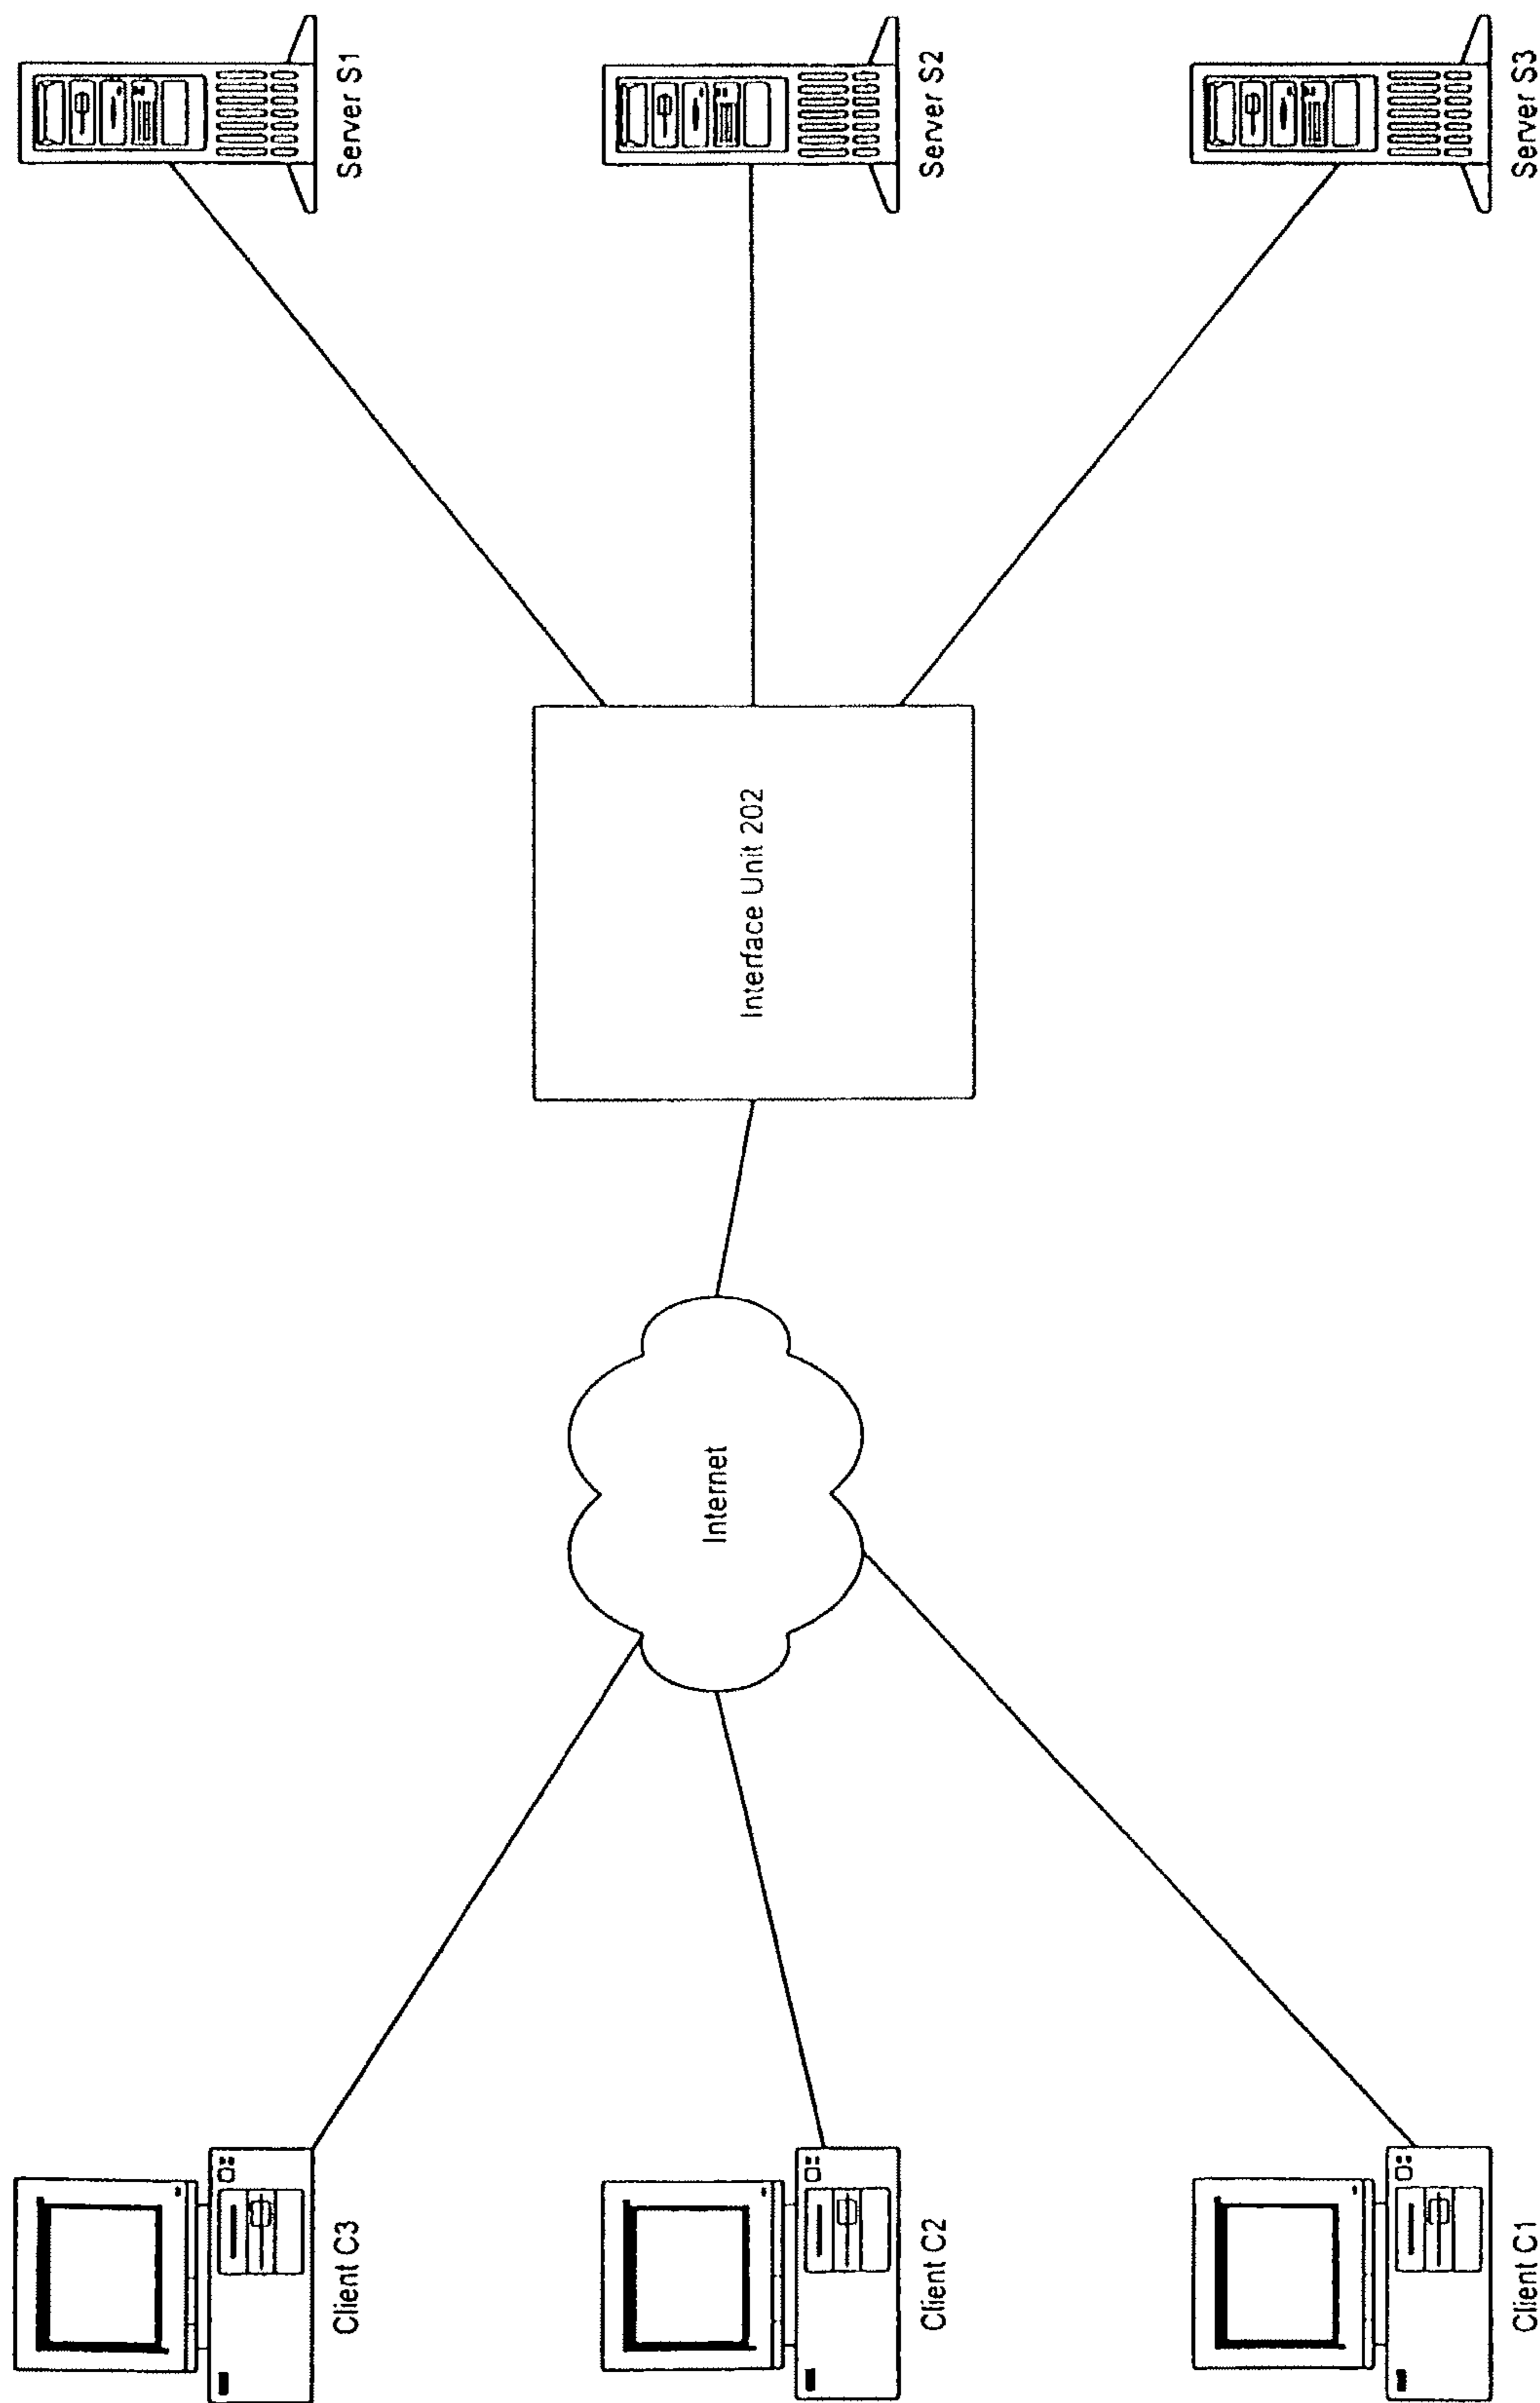 Client C3
Client C2
Client C1
Internet
Interface Unit 202
Server S1
Server S2
Server S3